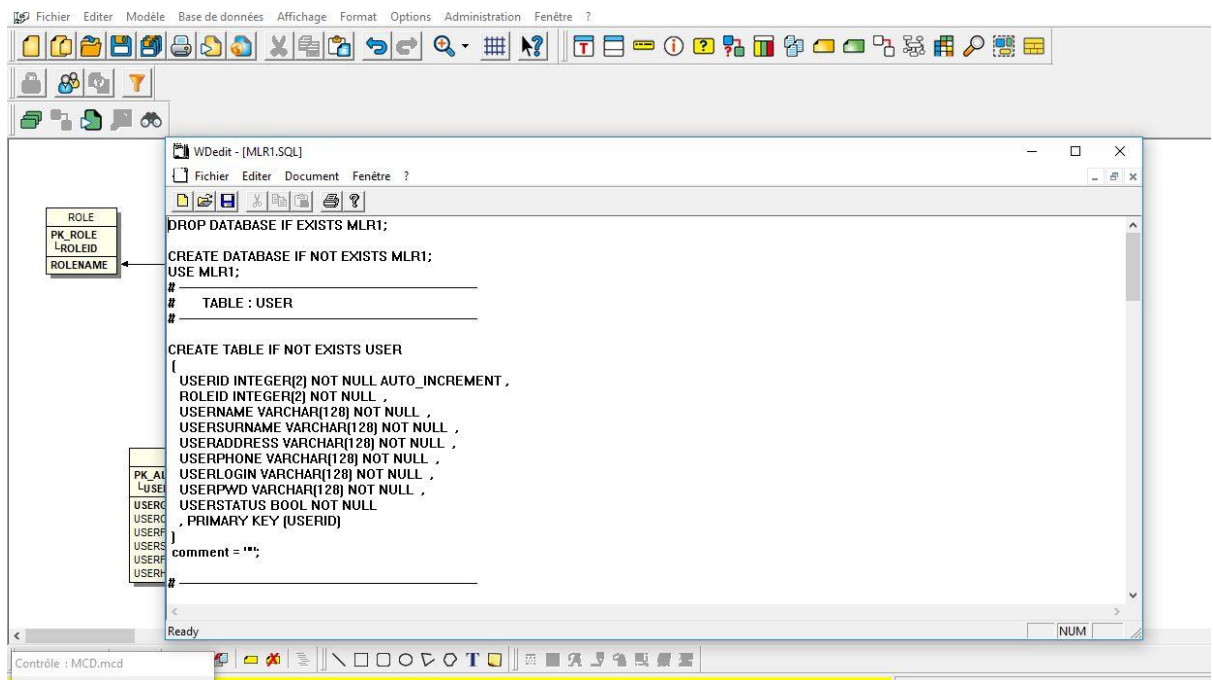 Fichier Editer Modèle Base de données Affichage Format Options Administration Fenêtre ?
WDedit - [MLR1.SQL]
Fichier Editer Document Fenêtre ?
ROLE
PK_ROLE
ROLEID
ROLENAME
DROP DATABASE IF EXISTS MLR1;
CREATE DATABASE IF NOT EXISTS MLR1;
USE MLR1;
#
# TABLE : USER
#
CREATE TABLE IF NOT EXISTS USER
(
USERID INTEGER(2) NOT NULL AUTO_INCREMENT ,
ROLEID INTEGER(2) NOT NULL ,
USERNAME VARCHAR(128) NOT NULL ,
USERSURNAME VARCHAR(128) NOT NULL ,
USERADDRESS VARCHAR(128) NOT NULL ,
USERPHONE VARCHAR(128) NOT NULL ,
USERLOGIN VARCHAR(128) NOT NULL ,
USERPWD VARCHAR(128) NOT NULL ,
USERSTATUS BOOL NOT NULL
, PRIMARY KEY (USERID)
)
comment = "";
#
Ready
NUM
Contrôle : MCD.mcd